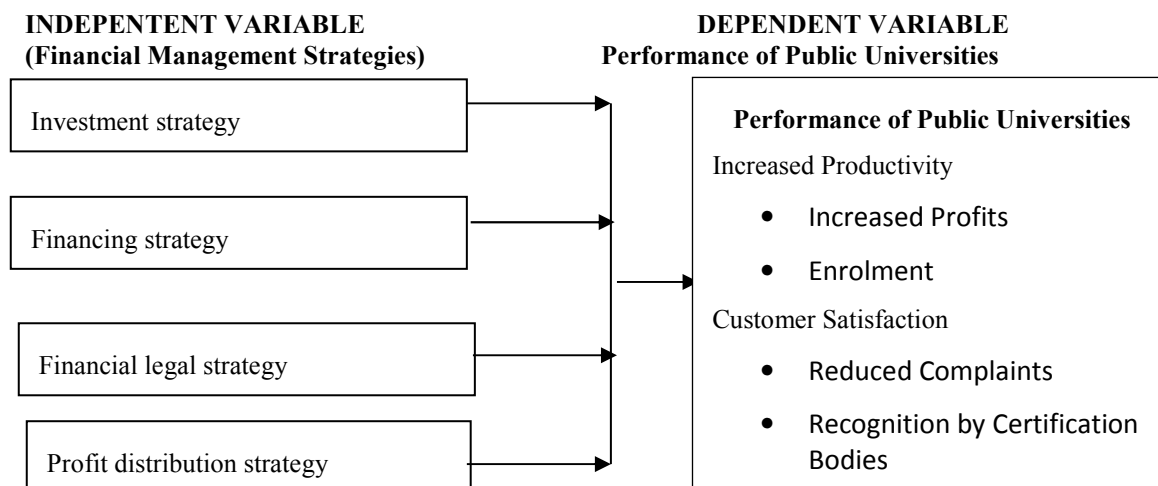 INDEPENTENT VARIABLE
(Financial Management Strategies)
Investment strategy
Financing strategy
Financial legal strategy
Profit distribution strategy
DEPENDENT VARIABLE
Performance of Public Universities
Performance of Public Universities
Increased Productivity
• Increased Profits
• Enrolment
Customer Satisfaction
• Reduced Complaints
• Recognition by Certification
Bodies